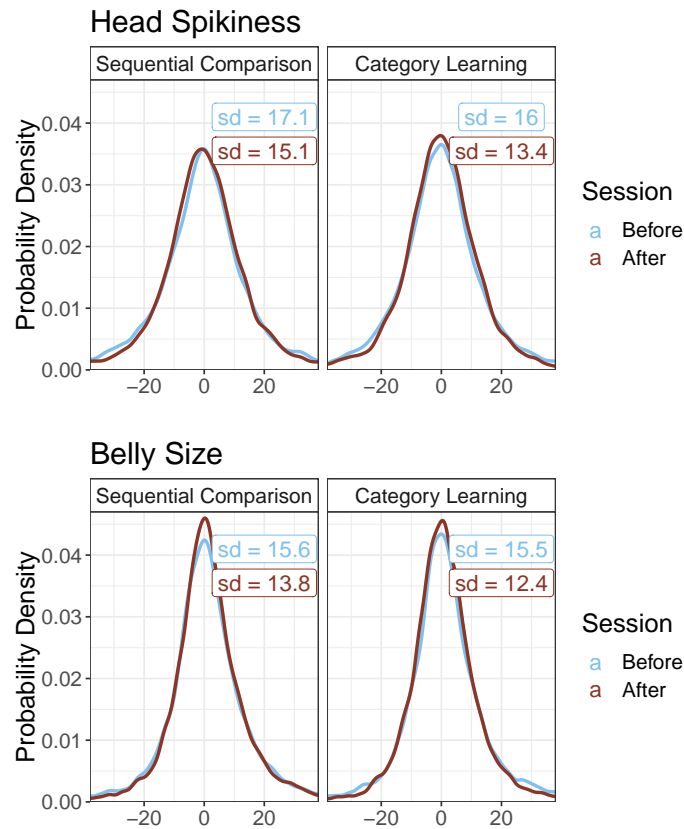 Head Spikiness
Sequential Comparison
Category Learning
Probability Density
0.04
0.03
0.02
0.01
0.00
sd = 17.1
sd = 15.1
sd = 16
sd = 13.4
−20 0 20
−20 0 20
Session
a Before
a After
Belly Size
Sequential Comparison
Category Learning
Probability Density
0.04
0.03
0.02
0.01
0.00
sd = 15.6
sd = 13.8
sd = 15.5
sd = 12.4
−20 0 20
−20 0 20
Session
a Before
a After